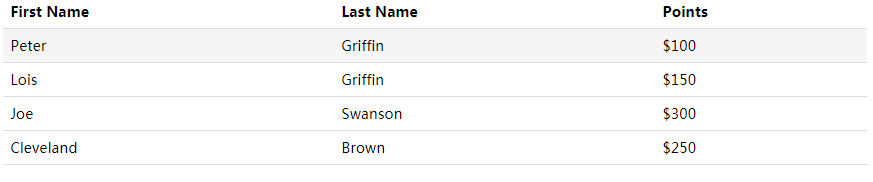 First Name Last Name Points
Peter Griffin $100
Lois Griffin $150
Joe Swanson $300
Cleveland Brown $250